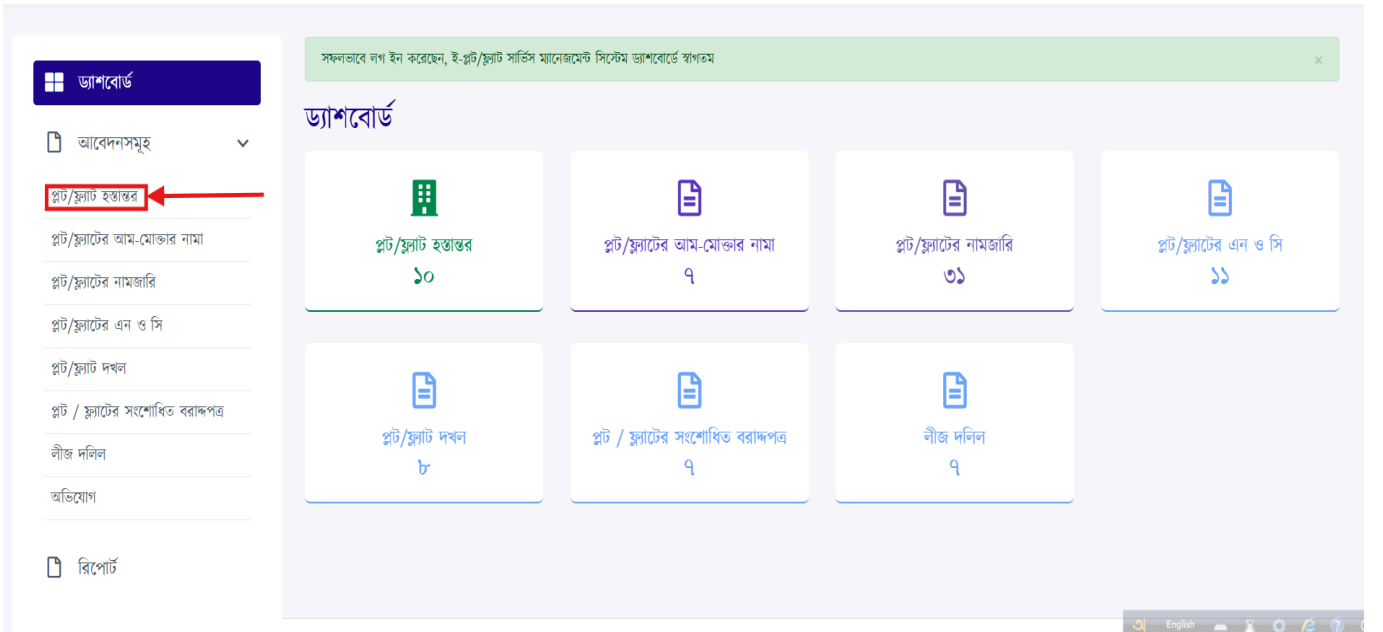 সফলভাবে লগ ইন করেছেন, ই-প্লট/ফ্ল্যাট সার্ভিস ম্যানেজমেন্ট সিস্টেম ড্যাশবোর্ডে স্বাগতম
x
ড্যাশবোর্ড
আবেদনসমূহ
প্লট/ফ্ল্যাট হস্তান্তর
প্লট/ফ্ল্যাটের আম-মোক্তার নামা
প্লট/ফ্ল্যাটের নামজারি
প্লট/ফ্ল্যাটের এন ও সি
প্লট/ফ্ল্যাট দখল
প্লট / ফ্ল্যাটের সংশোধিত বরাদ্দপত্র
লীজ দলিল
অভিযোগ
রিপোর্ট
ড্যাশবোর্ড
প্লট/ফ্ল্যাট হস্তান্তর
১০
প্লট/ফ্ল্যাটের আম-মোক্তার নামা
৭
প্লট/ফ্ল্যাটের নামজারি
৩১
প্লট/ফ্ল্যাটের এন ও সি
১১
প্লট/ফ্ল্যাট দখল
৮
প্লট / ফ্ল্যাটের সংশোধিত বরাদ্দপত্র
৭
লীজ দলিল
৭
অ English